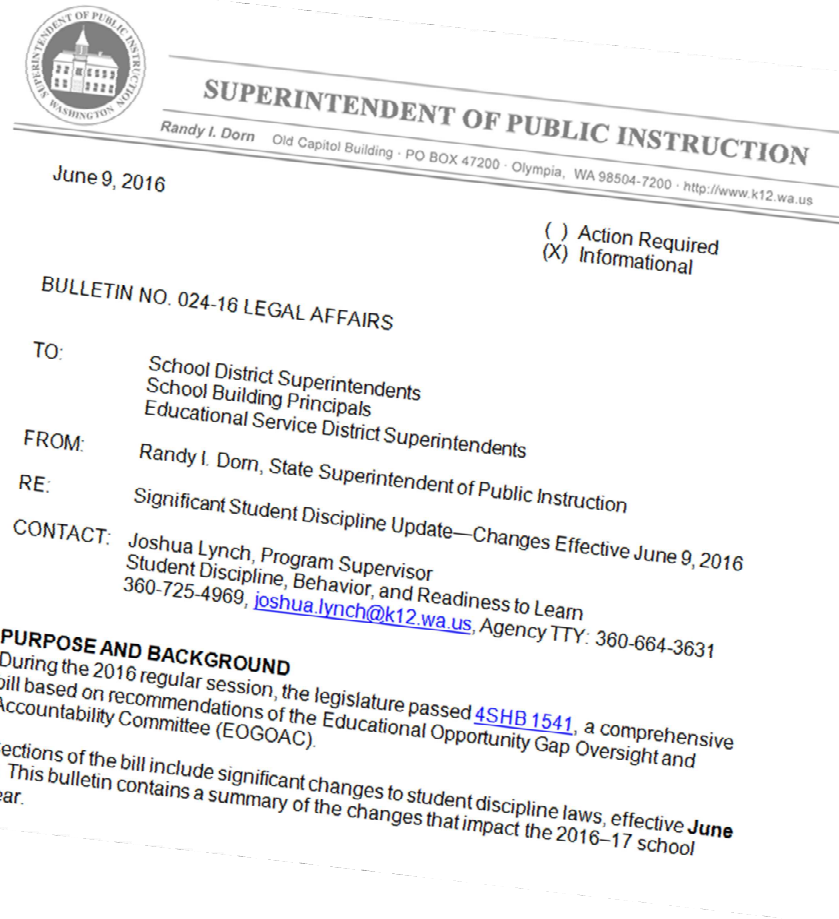 SUPERINTENDENT OF PUBLIC INSTRUCTION
WASHINGTON
SUPERINTENDENT OF PUBLIC INSTRUCTION
Randy I. Dorn Old Capitol Building · PO BOX 47200 · Olympia, WA 98504-7200 · http://www.k12.wa.us
June 9, 2016
( ) Action Required
(X) Informational
BULLETIN NO. 024-16 LEGAL AFFAIRS
TO: School District Superintendents
School Building Principals
Educational Service District Superintendents
FROM: Randy I. Dorn, State Superintendent of Public Instruction
RE: Significant Student Discipline Update—Changes Effective June 9, 2016
CONTACT: Joshua Lynch, Program Supervisor
Student Discipline, Behavior, and Readiness to Learn
360-725-4969, joshua.lynch@k12.wa.us, Agency TTY: 360-664-3631
PURPOSE AND BACKGROUND
During the 2016 regular session, the legislature passed 4SHB 1541, a comprehensive
bill based on recommendations of the Educational Opportunity Gap Oversight and
Accountability Committee (EOGOAC).
ections of the bill include significant changes to student discipline laws, effective June
This bulletin contains a summary of the changes that impact the 2016–17 school
ear.